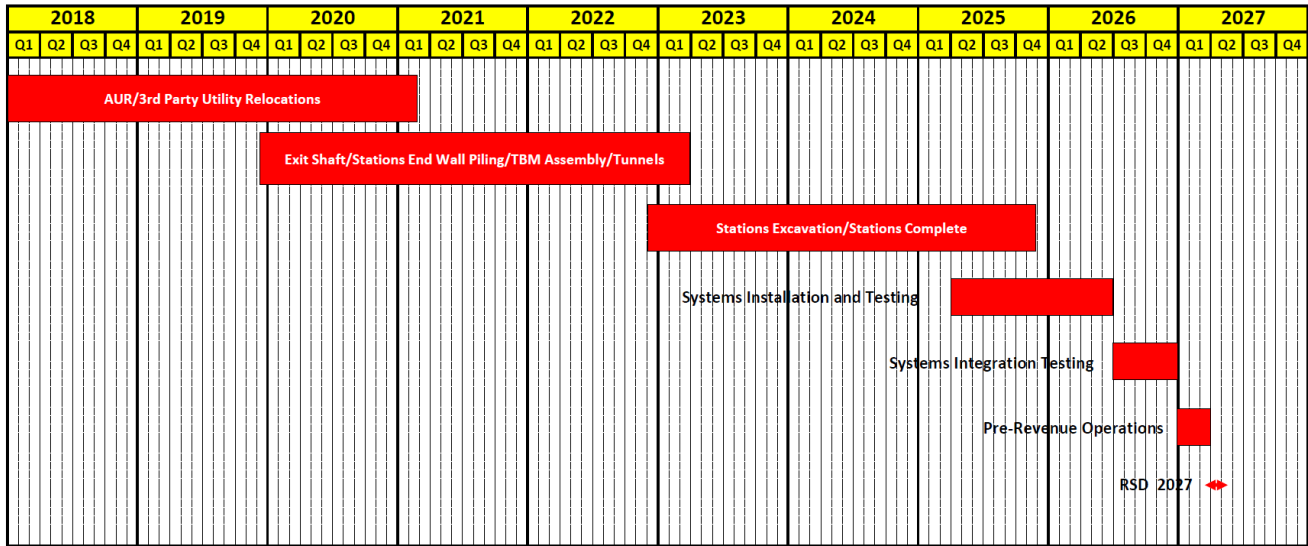 2018 2019 2020 2021 2022 2023 2024 2025 2026 2027
Q1 Q2 Q3 Q4 Q1 Q2 Q3 Q4 Q1 Q2 Q3 Q4 Q1 Q2 Q3 Q4 Q1 Q2 Q3 Q4 Q1 Q2 Q3 Q4 Q1 Q2 Q3 Q4 Q1 Q2 Q3 Q4 Q1 Q2 Q3 Q4 Q1 Q2 Q3 Q4
AUR/3rd Party Utility Relocations
Exit Shaft/Stations End Wall Piling/TBM Assembly/Tunnels
Stations Excavation/Stations Complete
Systems Installation and Testing
Systems Integration Testing
Pre-Revenue Operations
RSD 2027